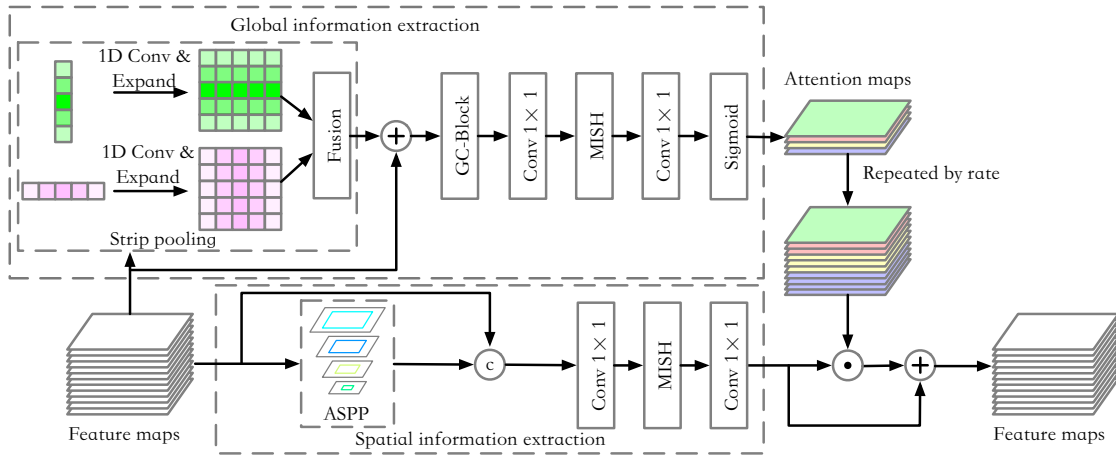 Global information extraction
1D Conv &
Expand
1D Conv &
Expand
Fusion
Strip pooling
GC-Block
Conv 1× 1
MISH
Conv 1× 1
Sigmoid
Attention maps
Repeated by rate
Feature maps
ASPP
c
Conv 1× 1
MISH
Conv 1× 1
Spatial information extraction
Feature maps